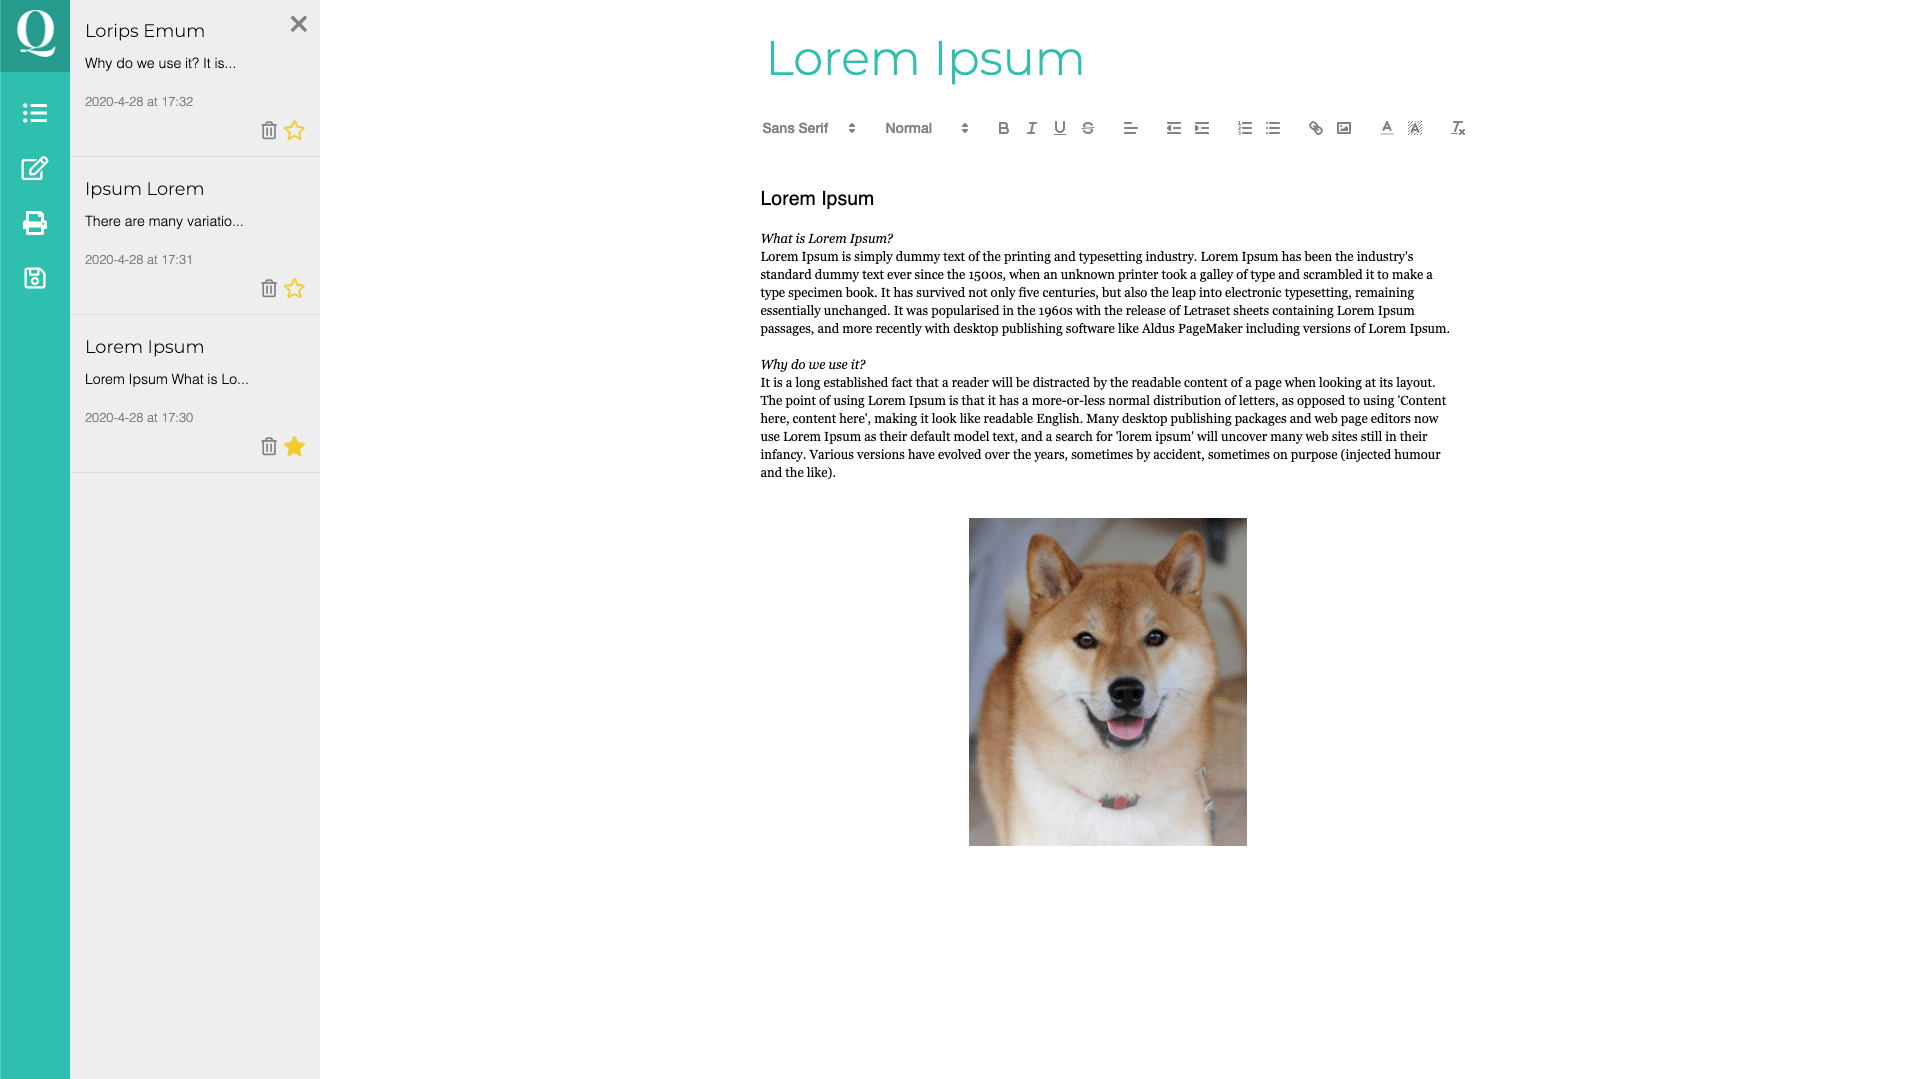 Q
Lorips Emum
Why do we use it? It is...
2020-4-28 at 17:32
Ipsum Lorem
There are many variatio...
2020-4-28 at 17:31
Lorem Ipsum
Lorem Ipsum What is Lo...
2020-4-28 at 17:30
Lorem Ipsum
Sans Serif Normal B I U S A A Tx
Lorem Ipsum
What is Lorem Ipsum?
Lorem Ipsum is simply dummy text of the printing and typesetting industry. Lorem Ipsum has been the industry's
standard dummy text ever since the 1500s, when an unknown printer took a galley of type and scrambled it to make a
type specimen book. It has survived not only five centuries, but also the leap into electronic typesetting, remaining
essentially unchanged. It was popularised in the 1960s with the release of Letraset sheets containing Lorem Ipsum
passages, and more recently with desktop publishing software like Aldus PageMaker including versions of Lorem Ipsum.
Why do we use it?
It is a long established fact that a reader will be distracted by the readable content of a page when looking at its layout.
The point of using Lorem Ipsum is that it has a more-or-less normal distribution of letters, as opposed to using 'Content
here, content here', making it look like readable English. Many desktop publishing packages and web page editors now
use Lorem Ipsum as their default model text, and a search for 'lorem ipsum' will uncover many web sites still in their
infancy. Various versions have evolved over the years, sometimes by accident, sometimes on purpose (injected humour
and the like).